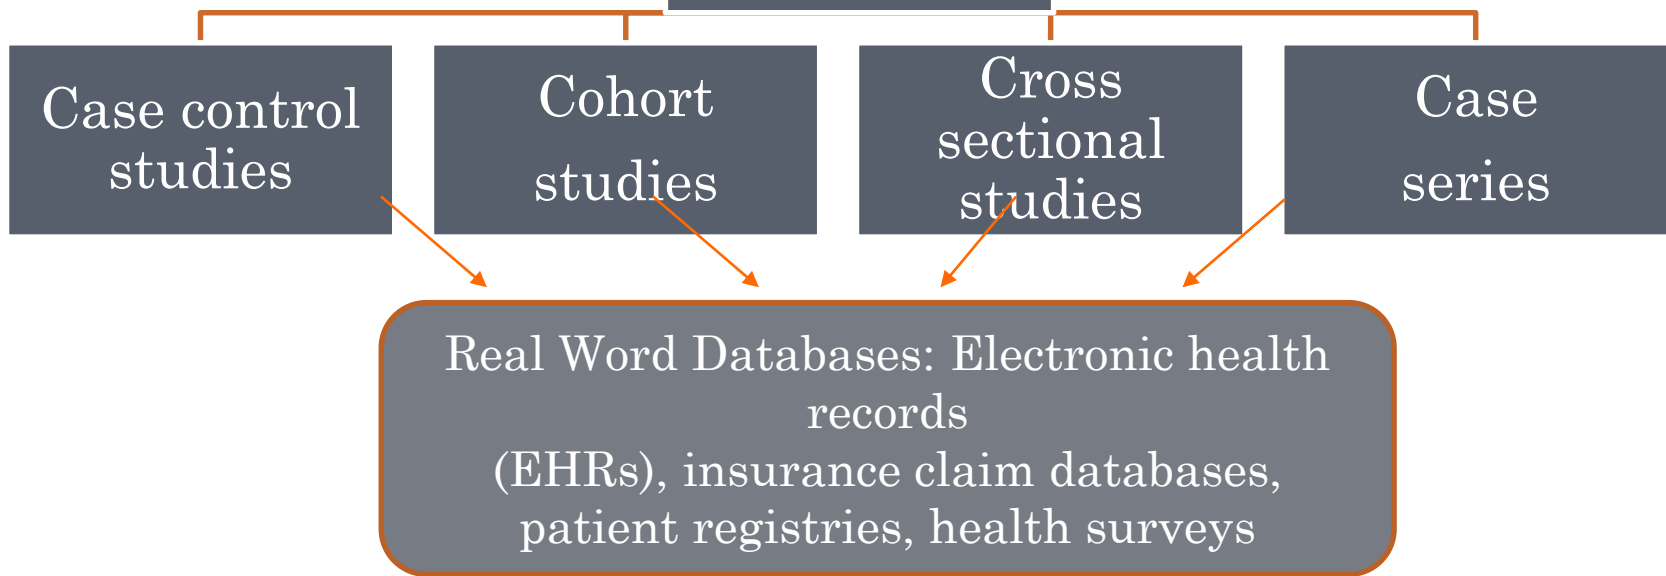 Case control
studies
Cohort
studies
Cross
sectional
studies
Case
series
Real Word Databases: Electronic health
records
(EHRs), insurance claim databases,
patient registries, health surveys